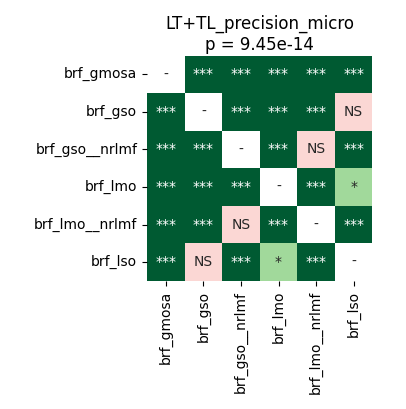 LT+TL_precision_micro
p = 9.45e-14
brf_gmosa - *** *** *** *** ***
brf_gso *** - *** *** *** NS
brf_gso__nrlmf *** *** - *** NS ***
brf_lmo *** *** *** - *** *
brf_lmo__nrlmf *** *** NS *** - ***
brf_lso *** NS *** * *** -
brf_gmosa
brf_gso
brf_gso__nrlmf
brf_lmo
brf_lmo__nrlmf
brf_lso